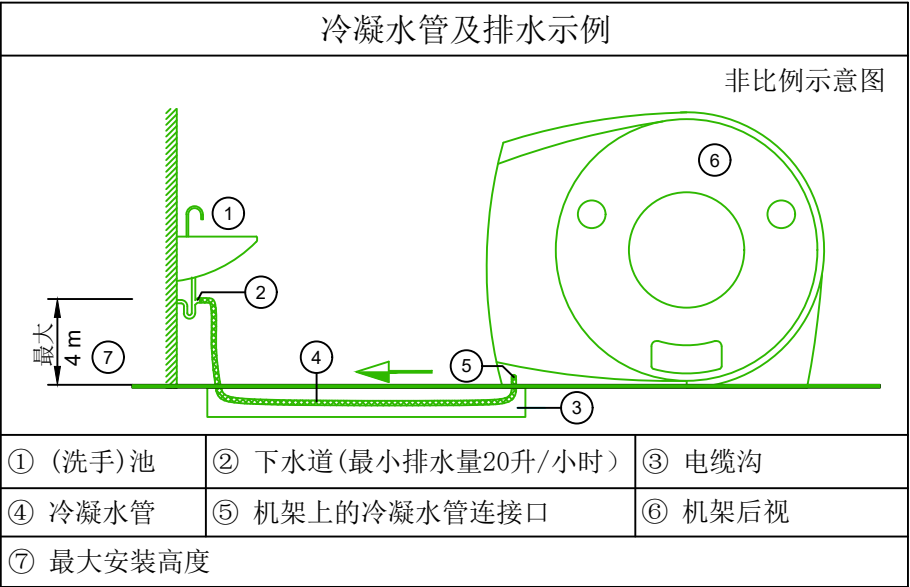 冷凝水管及排水示例
非比例示意图
⑥
①
②
最大
4 m
⑦
④
⑤
③
① (洗手)池
② 下水道(最小排水量20升/小时）
③ 电缆沟
④ 冷凝水管
⑤ 机架上的冷凝水管连接口
⑥ 机架后视
⑦ 最大安装高度